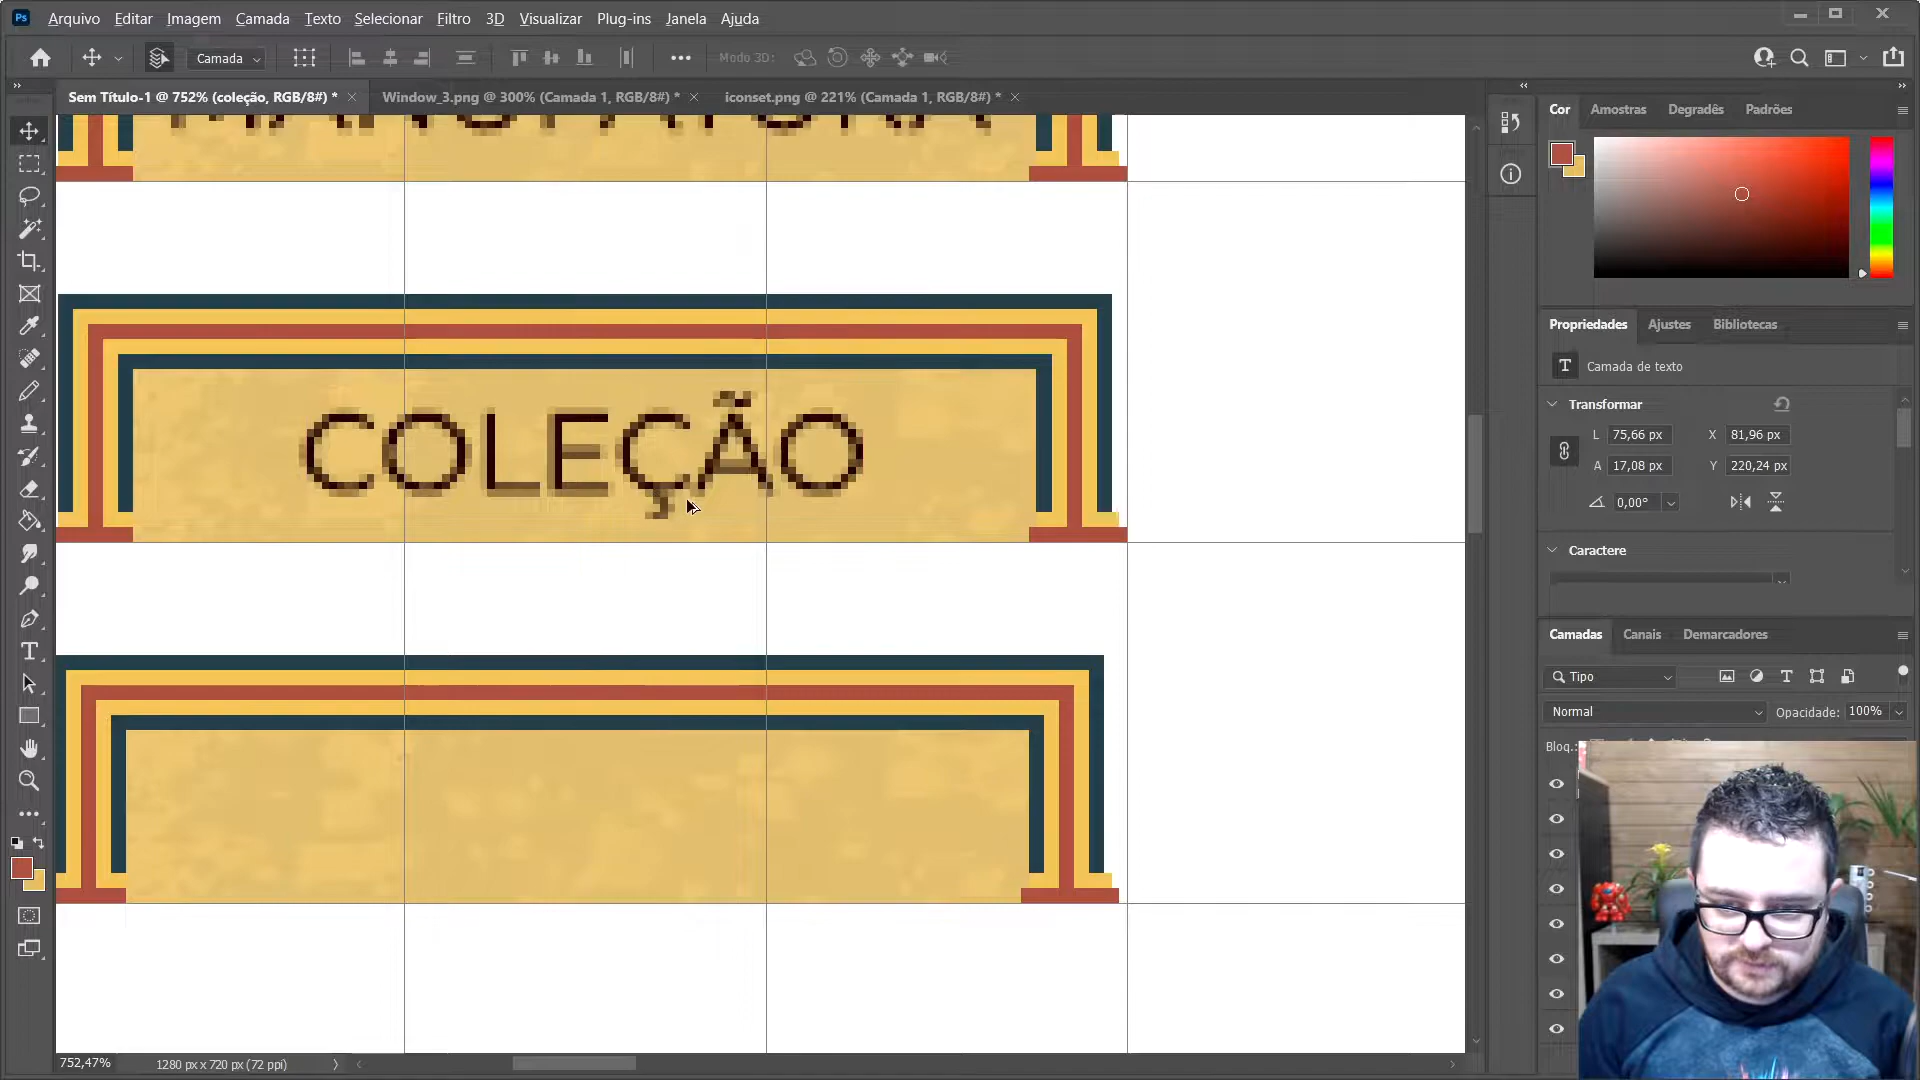 Ps Arquivo Editar Imagem Camada Texto Selecionar Filtro 3D Visualizar Plug-ins Janela Ajuda
Camada Modo 3D:
Sem Título-1 @ 752% (coleção, RGB/8#) * Window_3.png @ 300% (Camada 1, RGB/8#) * iconset.png @ 221% (Camada 1, RGB/8#) *
Cor Amostras Degradês Padrões
Propriedades Ajustes Bibliotecas
T Camada de texto
Transformar
L 75,66 px X 81,96 px
A 17,08 px Y 220,24 px
0,00°
Caractere
COLEÇÃO
Camadas Canais Demarcadores
Tipo
Normal Opacidade: 100%
Bloq.:
752,47% 1280 px x 720 px (72 ppi)